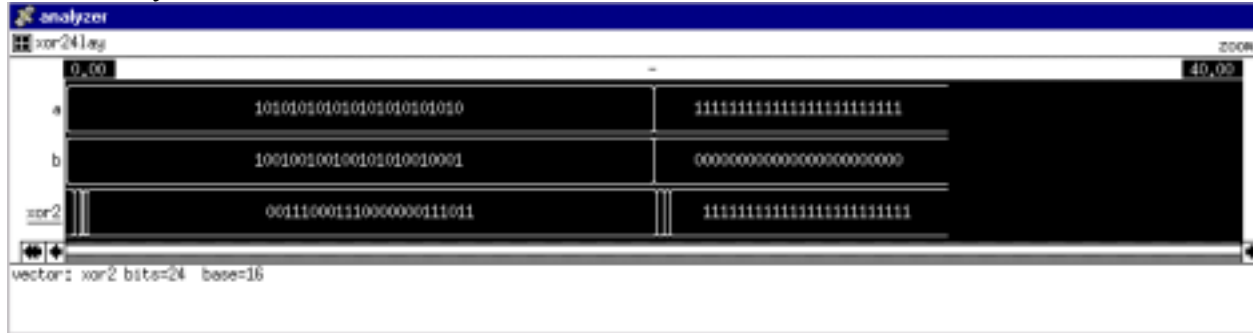 analyzer
xor24lay
zoom
0,00 - 40,00
a 101010101010101010101010 111111111111111111111111
b 100100100100101010010001 000000000000000000000000
xor2 001110001110000000111011 111111111111111111111111
vector: xor2 bits=24 base=16